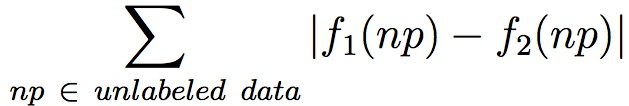 ∑ |f₁(np) − f₂(np)|
np ∈ unlabeled data